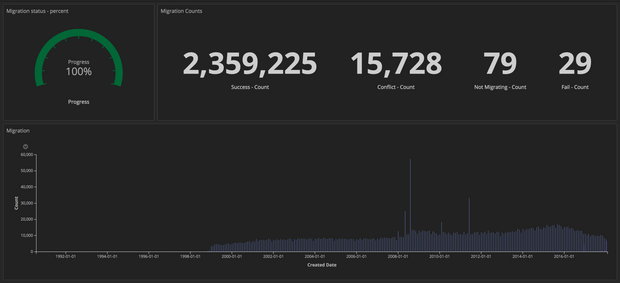 Migration status - percent
Progress
100%
Progress
Migration Counts
2,359,225 15,728 79 29
Success - Count Conflict - Count Not Migrating - Count Fail - Count
Migration
60,000
50,000
40,000
30,000
20,000
10,000
0
Count
1992-01-01 1994-01-01 1996-01-01 1998-01-01 2000-01-01 2002-01-01 2004-01-01 2006-01-01 2008-01-01 2010-01-01 2012-01-01 2014-01-01 2016-01-01
Created Date